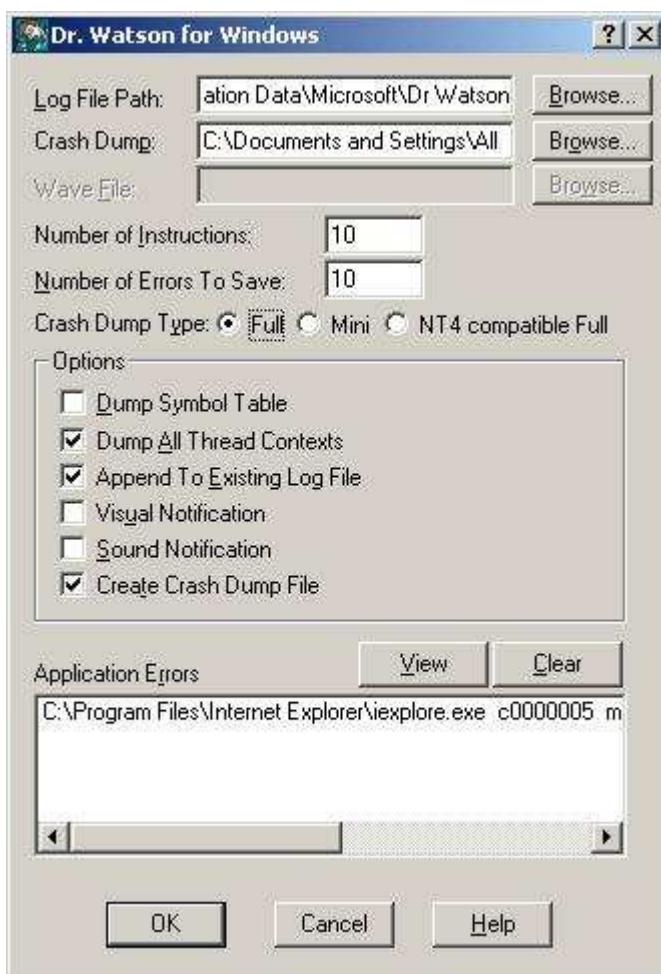 Dr. Watson for Windows
Log File Path: ation Data\Microsoft\Dr Watson Browse...
Crash Dump: C:\Documents and Settings\All Browse...
Wave File: Browse...
Number of Instructions: 10
Number of Errors To Save: 10
Crash Dump Type: Full Mini NT4 compatible Full
Options
Dump Symbol Table
Dump All Thread Contexts
Append To Existing Log File
Visual Notification
Sound Notification
Create Crash Dump File
Application Errors View Clear
C:\Program Files\Internet Explorer\iexplore.exe c0000005 m
OK Cancel Help